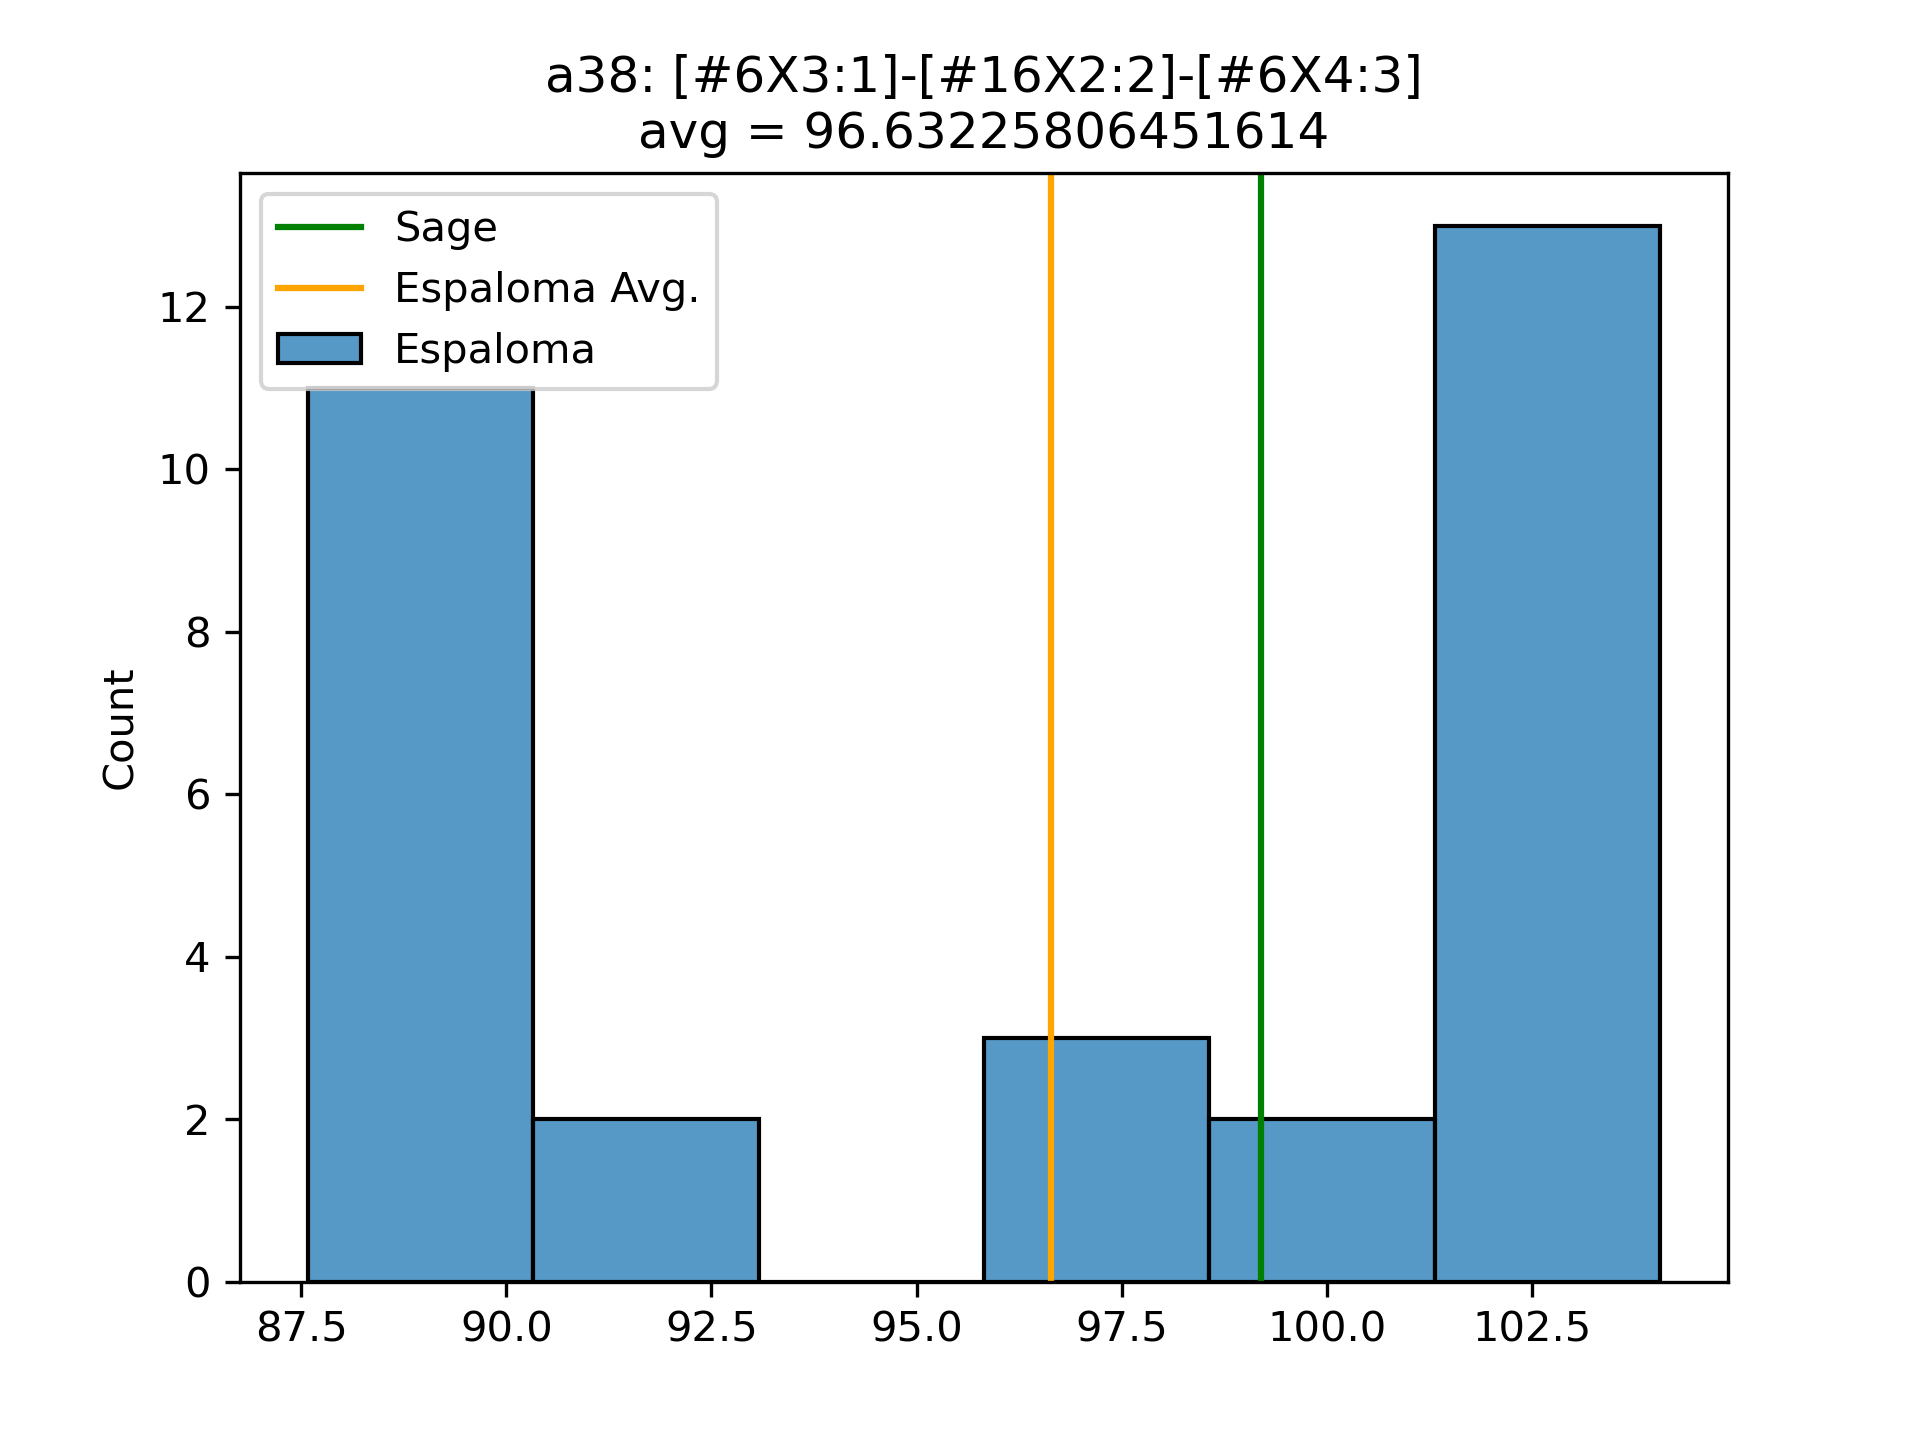 a38: [#6X3:1]-[#16X2:2]-[#6X4:3]
avg = 96.63225806451614
Sage
Espaloma Avg.
Espaloma
12
10
8
6
4
2
0
Count
87.5 90.0 92.5 95.0 97.5 100.0 102.5